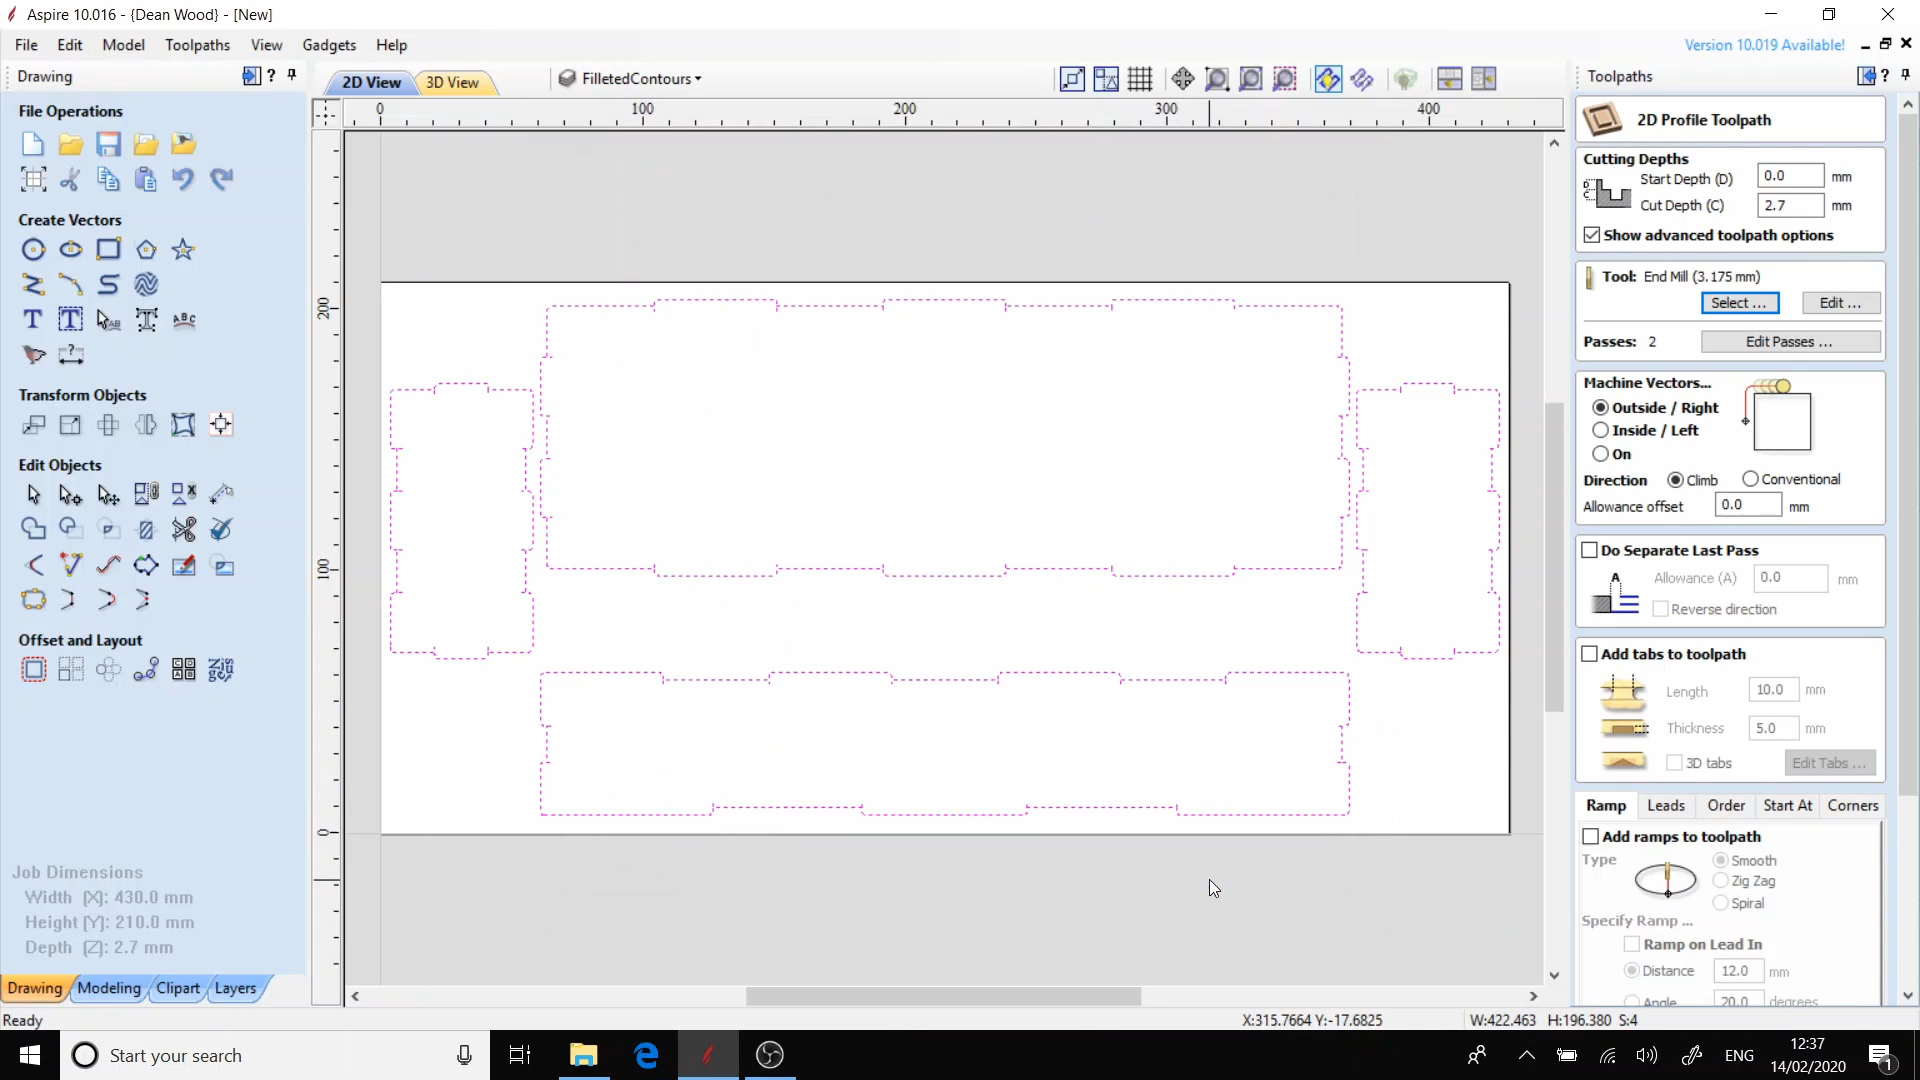 Aspire 10.016 - {Dean Wood} - [New]
File Edit Model Toolpaths View Gadgets Help
Version 10.019 Available!
Drawing
File Operations
Create Vectors
Transform Objects
Edit Objects
Offset and Layout
Job Dimensions
Width (X): 430.0 mm
Height (Y): 210.0 mm
Depth (Z): 2.7 mm
Drawing Modeling Clipart Layers
Ready
2D View 3D View
FilletedContours
0 100 200 300 400
200
100
0
X:315.7664 Y:-17.6825
W:422.463 H:196.380 S:4
Toolpaths
2D Profile Toolpath
Cutting Depths
Start Depth (D) 0.0 mm
Cut Depth (C) 2.7 mm
Show advanced toolpath options
Tool: End Mill (3.175 mm)
Select ... Edit ...
Passes: 2 Edit Passes ...
Machine Vectors...
Outside / Right
Inside / Left
On
Direction Climb Conventional
Allowance offset 0.0 mm
Do Separate Last Pass
Allowance (A) 0.0 mm
Reverse direction
Add tabs to toolpath
Length 10.0 mm
Thickness 5.0 mm
3D tabs Edit Tabs ...
Ramp Leads Order Start At Corners
Add ramps to toolpath
Type
Smooth
Zig Zag
Spiral
Specify Ramp ...
Ramp on Lead In
Distance 12.0 mm
Angle 20.0 degrees
Start your search
ENG
12:37
14/02/2020
1